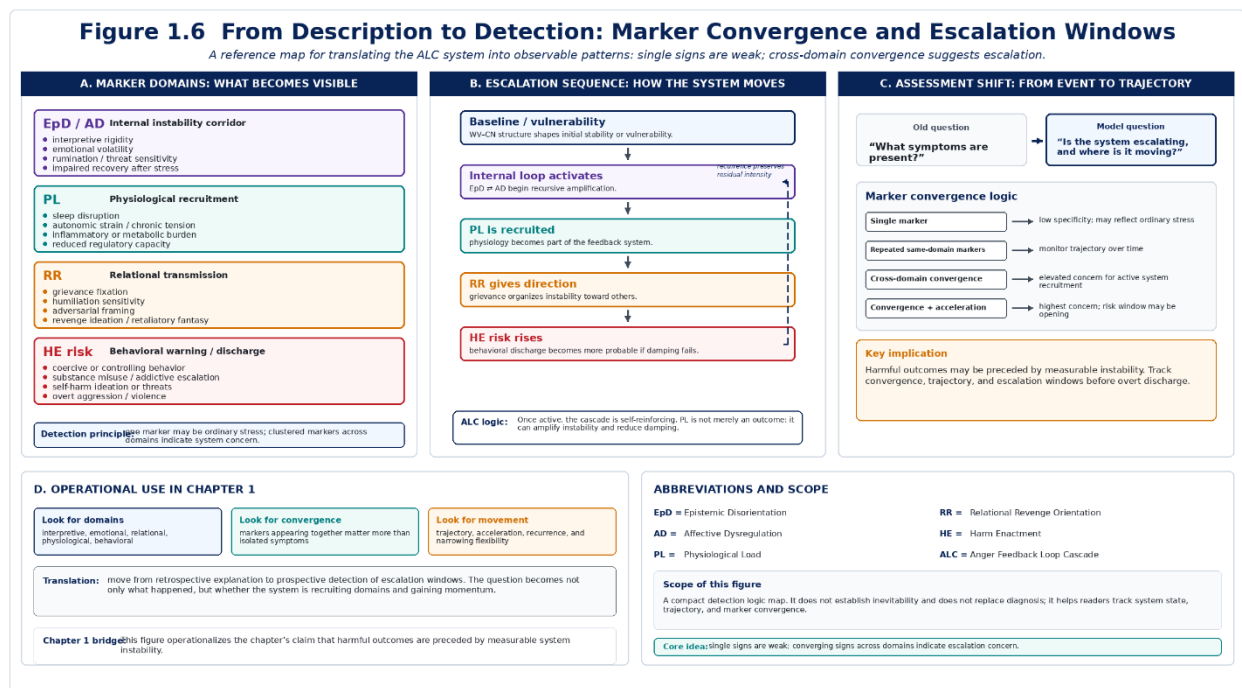 Figure 1.6  From Description to Detection: Marker Convergence and Escalation Windows
A reference map for translating the ALC system into observable patterns: single signs are weak; cross-domain convergence suggests escalation.
A. MARKER DOMAINS: WHAT BECOMES VISIBLE
EpD / AD Internal instability corridor
• interpretive rigidity
• emotional volatility
• rumination / threat sensitivity
• impaired recovery after stress
PL Physiological recruitment
• sleep disruption
• autonomic strain / chronic tension
• inflammatory or metabolic burden
• reduced regulatory capacity
RR Relational transmission
• grievance fixation
• humiliation sensitivity
• adversarial framing
• revenge ideation / retaliatory fantasy
HE risk Behavioral warning / discharge
• coercive or controlling behavior
• substance misuse / addictive escalation
• self-harm ideation or threats
• overt aggression / violence
Detection principle: one marker may be ordinary stress; clustered markers across
domains indicate system concern.
B. ESCALATION SEQUENCE: HOW THE SYSTEM MOVES
Baseline / vulnerability
WV–CN structure shapes initial stability or vulnerability.
recurrence preserves
residual intensity
Internal loop activates
EpD ⇄ AD begin recursive amplification.
PL is recruited
physiology becomes part of the feedback system.
RR gives direction
grievance organizes instability toward others.
HE risk rises
behavioral discharge becomes more probable if damping fails.
ALC logic: Once active, the cascade is self-reinforcing. PL is not merely an outcome: it
can amplify instability and reduce damping.
C. ASSESSMENT SHIFT: FROM EVENT TO TRAJECTORY
Old question
“What symptoms are
present?”
Model question
“Is the system escalating,
and where is it moving?”
Marker convergence logic
Single marker
low specificity; may reflect ordinary stress
Repeated same-domain markers
monitor trajectory over time
Cross-domain convergence
elevated concern for active system
recruitment
Convergence + acceleration
highest concern; risk window may be
opening
Key implication
Harmful outcomes may be preceded by measurable instability. Track
convergence, trajectory, and escalation windows before overt discharge.
D. OPERATIONAL USE IN CHAPTER 1
Look for domains
interpretive, emotional, relational,
physiological, behavioral
Look for convergence
markers appearing together matter more than
isolated symptoms
Look for movement
trajectory, acceleration, recurrence, and
narrowing flexibility
Translation: move from retrospective explanation to prospective detection of escalation windows. The question becomes not
only what happened, but whether the system is recruiting domains and gaining momentum.
Chapter 1 bridge: This figure operationalizes the chapter’s claim that harmful outcomes are preceded by measurable system
instability.
ABBREVIATIONS AND SCOPE
EpD = Epistemic Disorientation
RR = Relational Revenge Orientation
AD = Affective Dysregulation
HE = Harm Enactment
PL = Physiological Load
ALC = Anger Feedback Loop Cascade
Scope of this figure
A compact detection logic map. It does not establish inevitability and does not replace diagnosis; it helps readers track system state,
trajectory, and marker convergence.
Core idea: single signs are weak; converging signs across domains indicate escalation concern.